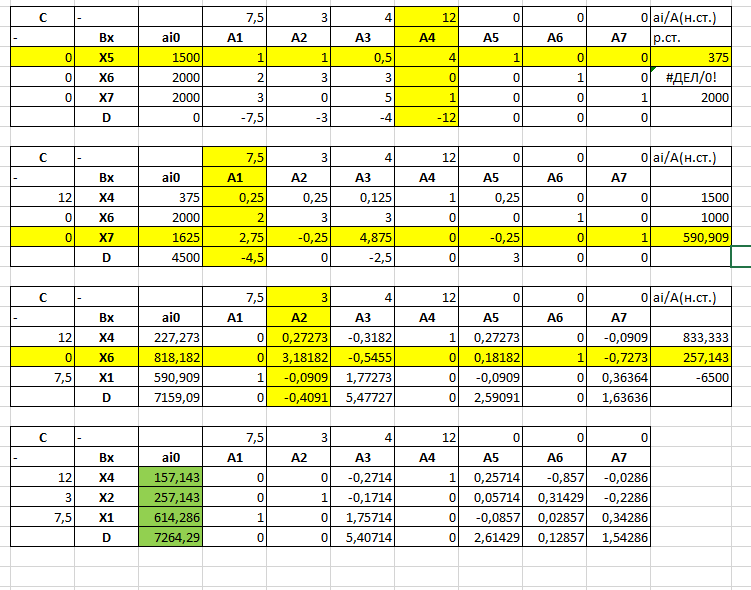 С - 7,5 3 4 12 0 0 0 ai/A(н.ст.)
- Вх ai0 A1 A2 A3 A4 A5 A6 A7 р.ст.
0 X5 1500 1 1 0,5 4 1 0 0 375
0 X6 2000 2 3 3 0 0 1 0 #ДЕЛ/0!
0 X7 2000 3 0 5 1 0 0 1 2000
D 0 -7,5 -3 -4 -12 0 0 0
С - 7,5 3 4 12 0 0 0 ai/A(н.ст.)
- Вх ai0 A1 A2 A3 A4 A5 A6 A7
12 X4 375 0,25 0,25 0,125 1 0,25 0 0 1500
0 X6 2000 2 3 3 0 0 1 0 1000
0 X7 1625 2,75 -0,25 4,875 0 -0,25 0 1 590,909
D 4500 -4,5 0 -2,5 0 3 0 0
С - 7,5 3 4 12 0 0 0 ai/A(н.ст.)
- Вх ai0 A1 A2 A3 A4 A5 A6 A7
12 X4 227,273 0 0,27273 -0,3182 1 0,27273 0 -0,0909 833,333
0 X6 818,182 0 3,18182 -0,5455 0 0,18182 1 -0,7273 257,143
7,5 X1 590,909 1 -0,0909 1,77273 0 -0,0909 0 0,36364 -6500
D 7159,09 0 -0,4091 5,47727 0 2,59091 0 1,63636
С - 7,5 3 4 12 0 0 0
- Вх ai0 A1 A2 A3 A4 A5 A6 A7
12 X4 157,143 0 0 -0,2714 1 0,25714 -0,857 -0,0286
3 X2 257,143 0 1 -0,1714 0 0,05714 0,31429 -0,2286
7,5 X1 614,286 1 0 1,75714 0 -0,0857 0,02857 0,34286
D 7264,29 0 0 5,40714 0 2,61429 0,12857 1,54286